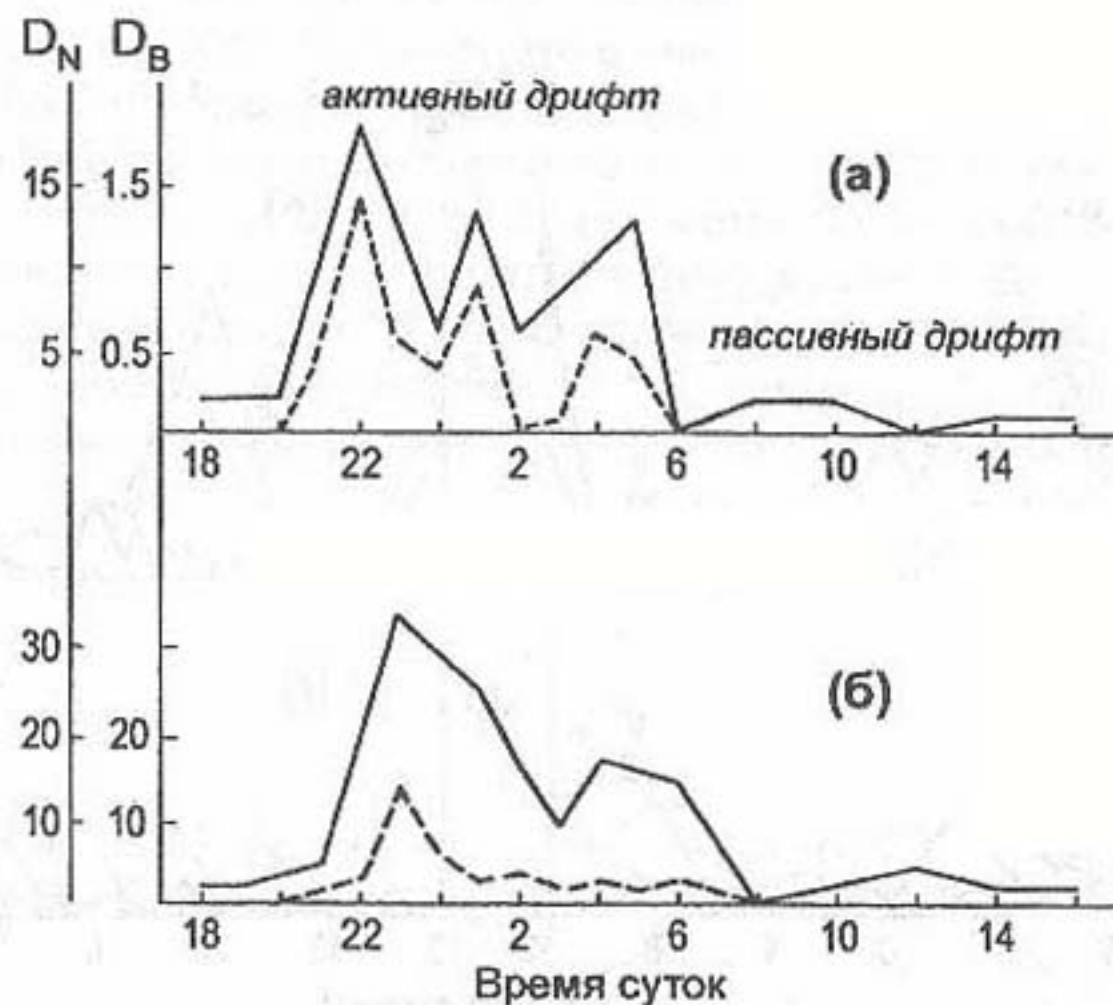 D_N D_B
активный дрифт
(а)
15 1.5
пассивный дрифт
5 0.5
18 22 2 6 10 14
(б)
30
20 20
10 10
18 22 2 6 10 14
Время суток